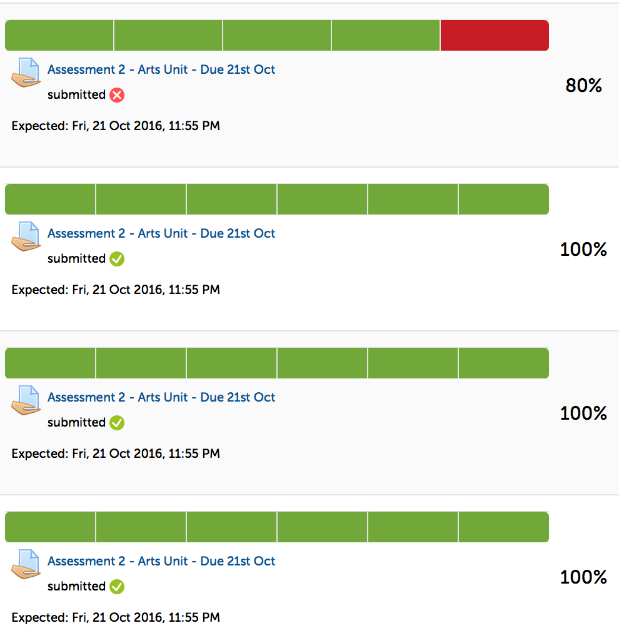 Assessment 2 - Arts Unit - Due 21st Oct
submitted
80%
Expected: Fri, 21 Oct 2016, 11:55 PM
Assessment 2 - Arts Unit - Due 21st Oct
100%
submitted
Expected: Fri, 21 Oct 2016, 11:55 PM
Assessment 2 - Arts Unit - Due 21st Oct
100%
submitted
Expected: Fri, 21 Oct 2016, 11:55 PM
Assessment 2 - Arts Unit - Due 21st Oct
100%
submitted
Expected: Fri, 21 Oct 2016, 11:55 PM